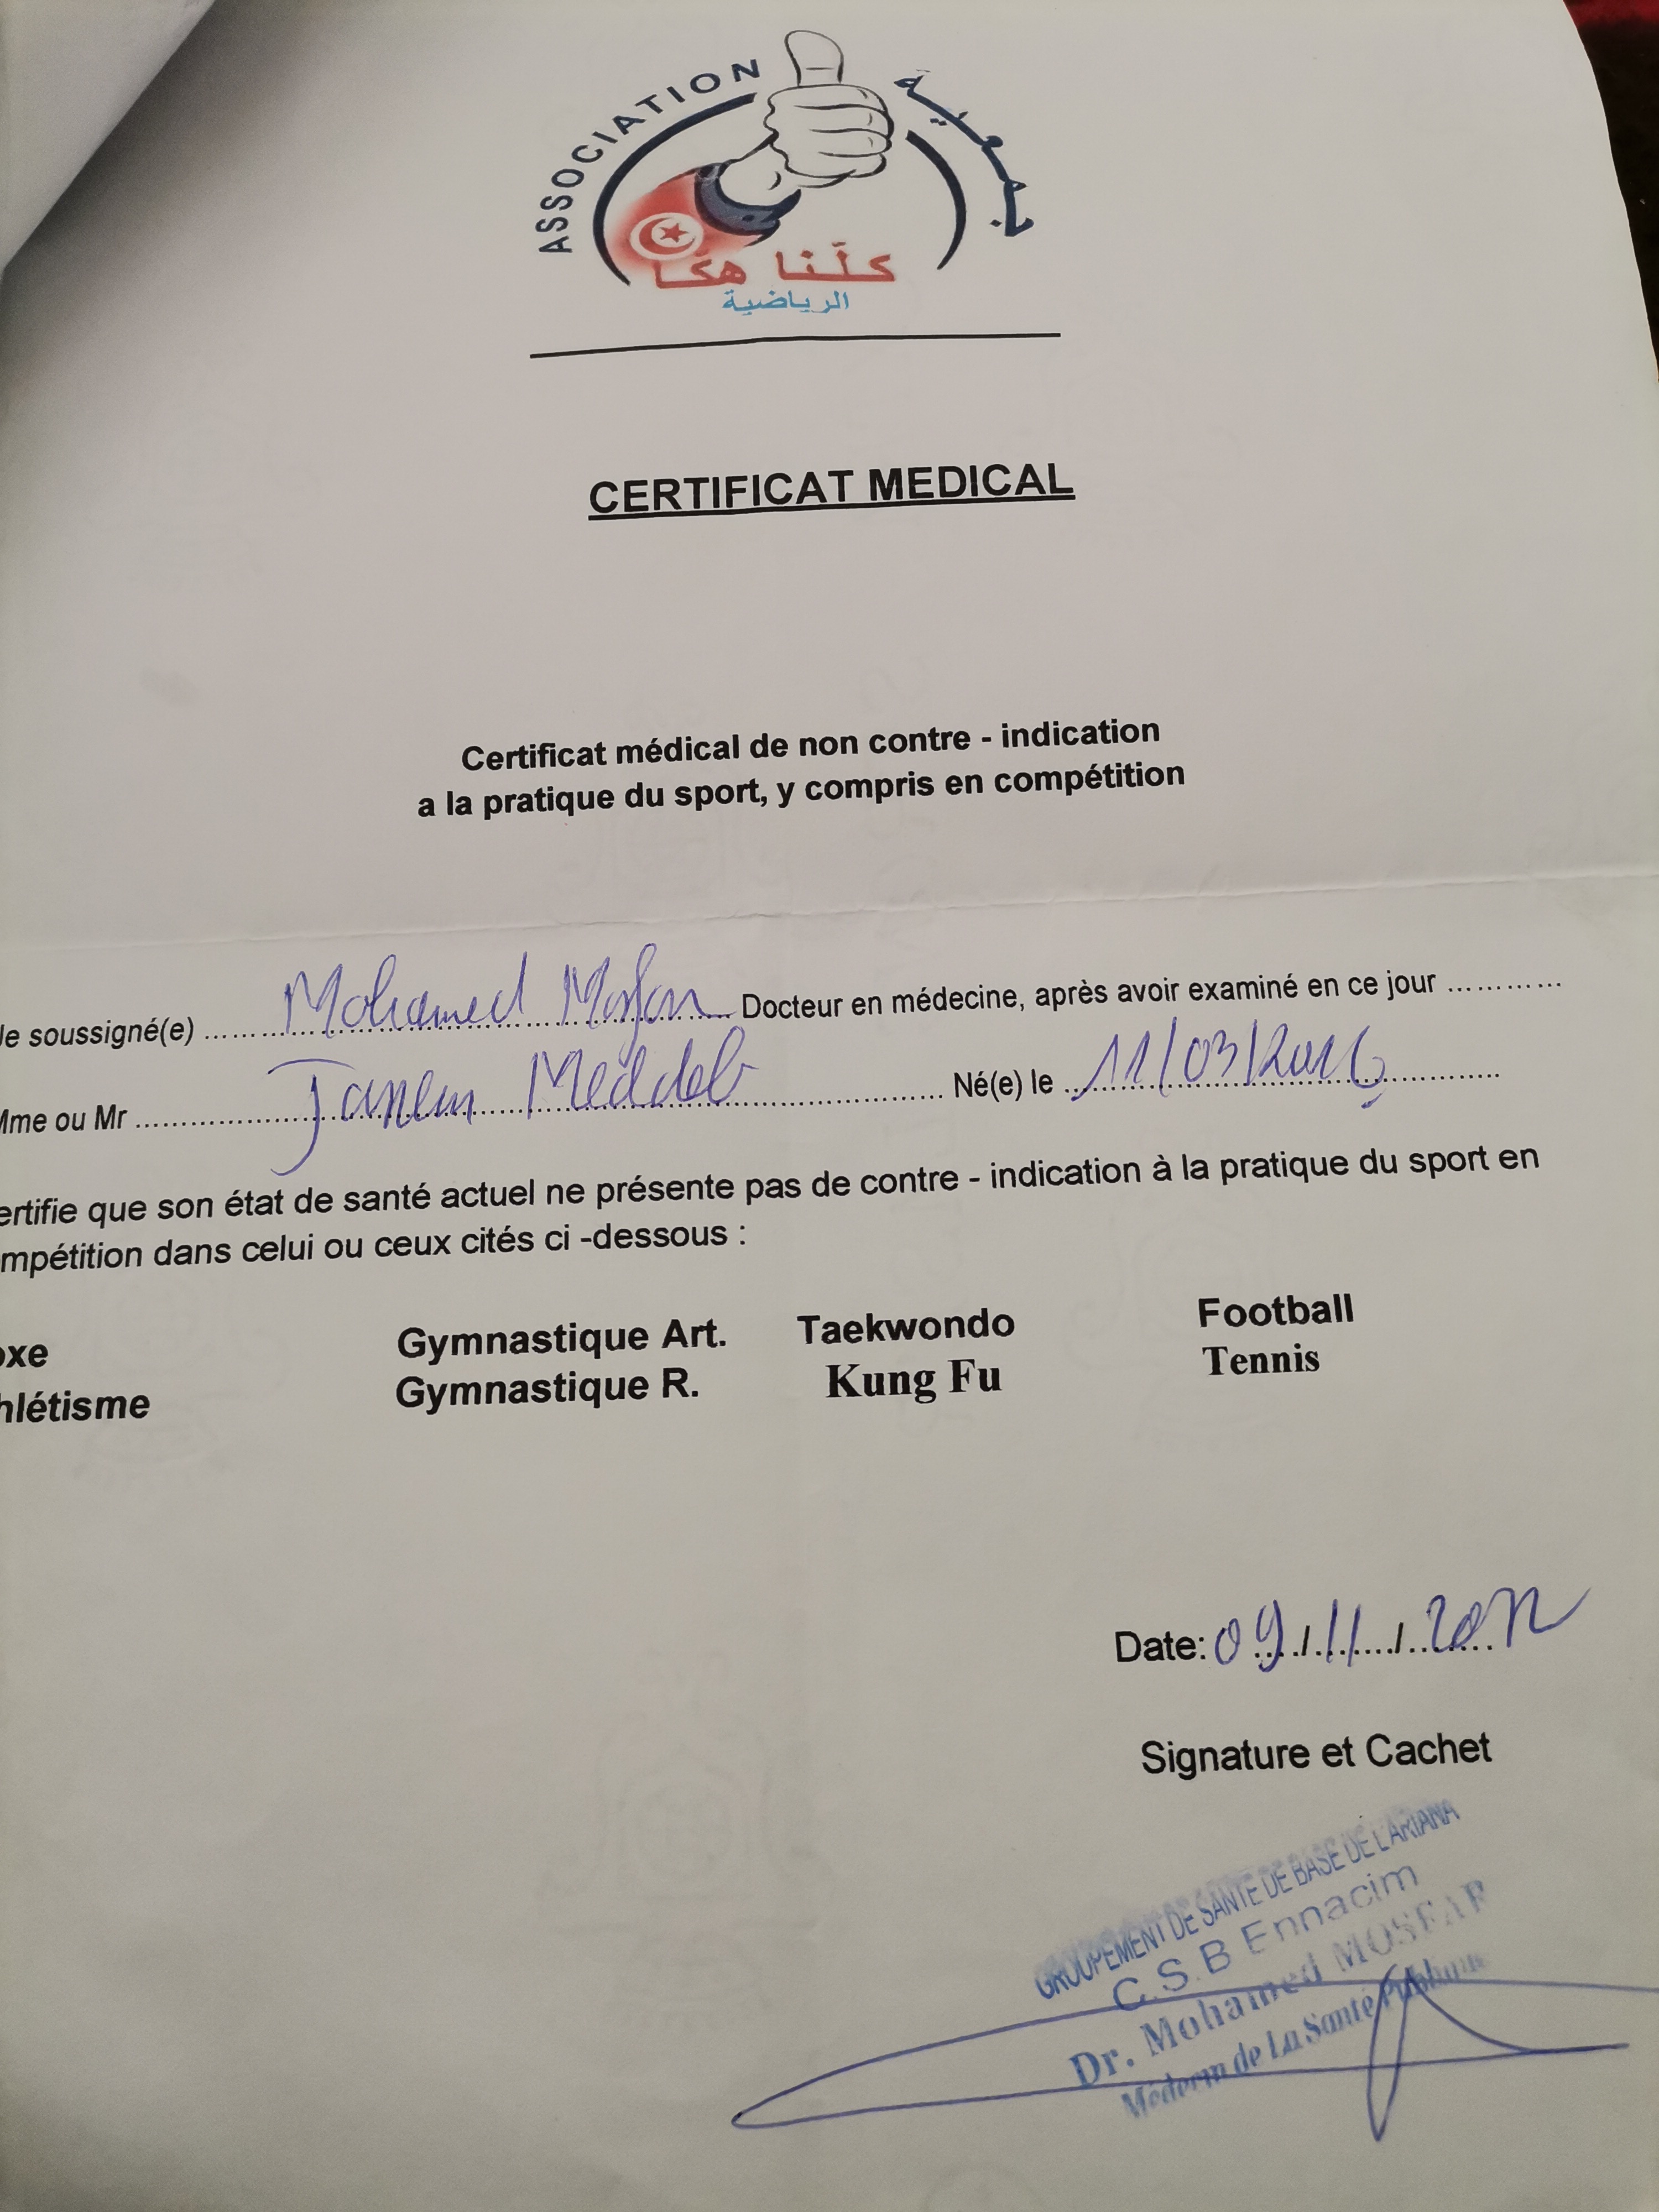 ASSOCIATION جمعية
كلّنا هكّا
الرياضية
CERTIFICAT MEDICAL
Certificat médical de non contre - indication
a la pratique du sport, y compris en compétition
Je soussigné(e) .......... Mohamed Mosfar .......... Docteur en médecine, après avoir examiné en ce jour ...........
Mme ou Mr .......... Meddeb .......... Né(e) le .. 11/03/2016 ..........
ertifie que son état de santé actuel ne présente pas de contre - indication à la pratique du sport en
mpétition dans celui ou ceux cités ci -dessous :
oxe Gymnastique Art. Taekwondo Football
hlétisme Gymnastique R. Kung Fu Tennis
Date: 09 / 11 /
Signature et Cachet
GROUPEMENT DE SANTE DE BASE DE L'ARIANA
C.S.B Ennacim
Dr. Mohamed MOSFAR
Médecin de La Santé Publique